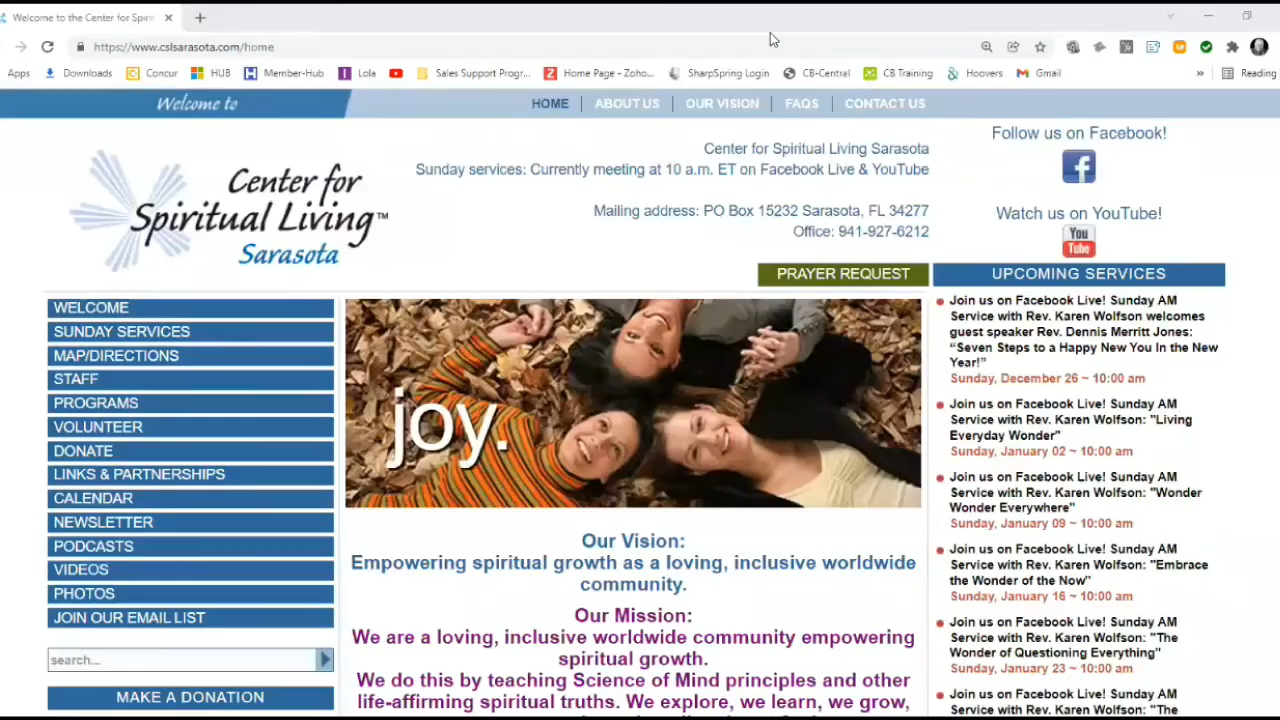 Welcome to the Center for Spirit
https://www.cslsarasota.com/home
Apps Downloads Concur HUB Member-Hub Lola Sales Support Progr... Home Page - Zoho... SharpSpring Login CB-Central CB Training Hoovers Gmail » Reading
Welcome to
HOME ABOUT US OUR VISION FAQS CONTACT US
Center for
Spiritual Living™
Sarasota
Center for Spiritual Living Sarasota
Sunday services: Currently meeting at 10 a.m. ET on Facebook Live & YouTube
Mailing address: PO Box 15232 Sarasota, FL 34277
Office: 941-927-6212
Follow us on Facebook!
f
Watch us on YouTube!
You
Tube
PRAYER REQUEST
UPCOMING SERVICES
WELCOME
SUNDAY SERVICES
MAP/DIRECTIONS
STAFF
PROGRAMS
VOLUNTEER
DONATE
LINKS & PARTNERSHIPS
CALENDAR
NEWSLETTER
PODCASTS
VIDEOS
PHOTOS
JOIN OUR EMAIL LIST
search...
MAKE A DONATION
joy.
Our Vision:
Empowering spiritual growth as a loving, inclusive worldwide
community.
Our Mission:
We are a loving, inclusive worldwide community empowering
spiritual growth.
We do this by teaching Science of Mind principles and other
life-affirming spiritual truths. We explore, we learn, we grow,
Join us on Facebook Live! Sunday AM
Service with Rev. Karen Wolfson welcomes
guest speaker Rev. Dennis Merritt Jones:
“Seven Steps to a Happy New You In the New
Year!”
Sunday, December 26 ~ 10:00 am
Join us on Facebook Live! Sunday AM
Service with Rev. Karen Wolfson: "Living
Everyday Wonder"
Sunday, January 02 ~ 10:00 am
Join us on Facebook Live! Sunday AM
Service with Rev. Karen Wolfson: "Wonder
Wonder Everywhere"
Sunday, January 09 ~ 10:00 am
Join us on Facebook Live! Sunday AM
Service with Rev. Karen Wolfson: "Embrace
the Wonder of the Now"
Sunday, January 16 ~ 10:00 am
Join us on Facebook Live! Sunday AM
Service with Rev. Karen Wolfson: "The
Wonder of Questioning Everything"
Sunday, January 23 ~ 10:00 am
Join us on Facebook Live! Sunday AM
Service with Rev. Karen Wolfson: "The